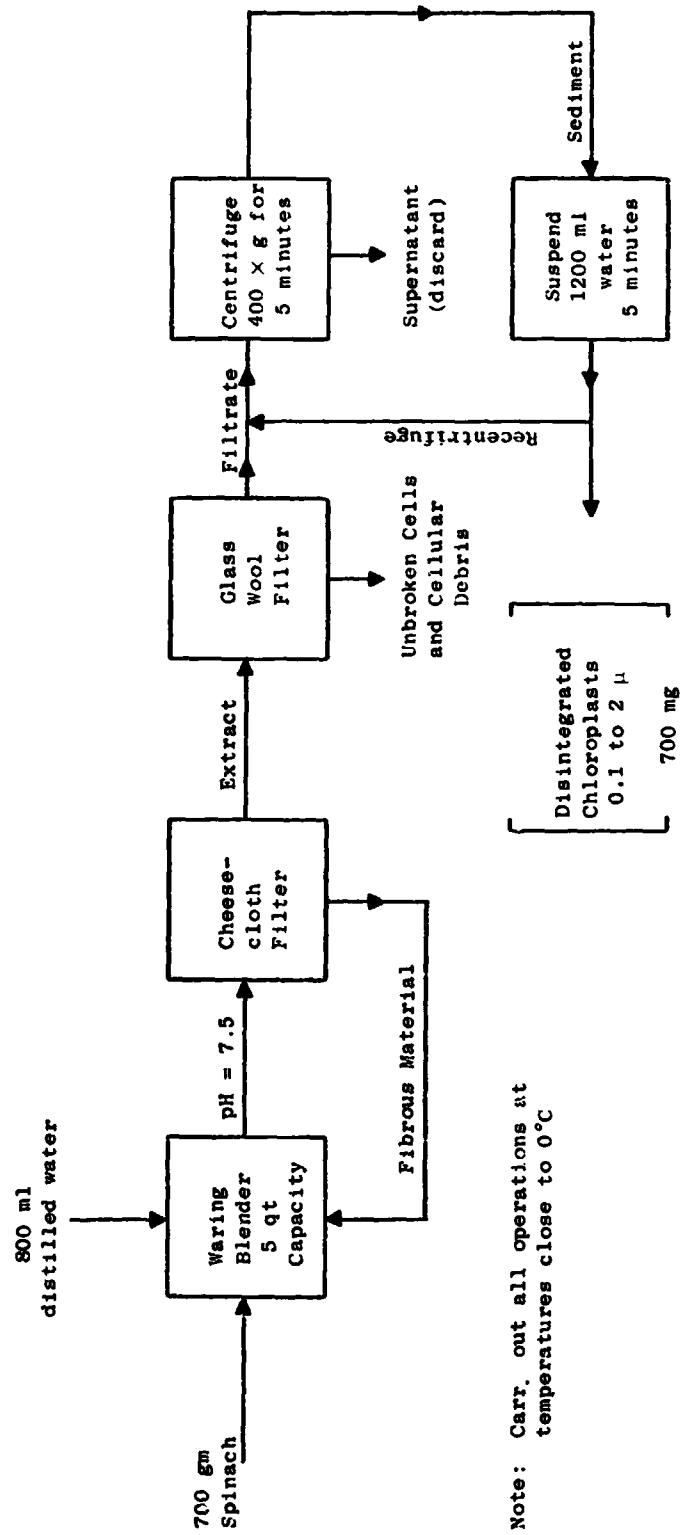 700 gm
Spinach
800 ml
distilled water
Waring
Blender
5 qt
Capacity
pH = 7.5
Cheese-
cloth
Filter
Fibrous Material
Extract
Glass
Wool
Filter
Unbroken Cells
and Cellular
Debris
Filtrate
Centrifuge
400 × g for
5 minutes
Supernatant
(discard)
Sediment
Suspend
1200 ml
water
5 minutes
Recentrifuge
Disintegrated
Chloroplasts
0.1 to 2 μ
700 mg
Note: Carr. out all operations at
temperatures close to 0°C